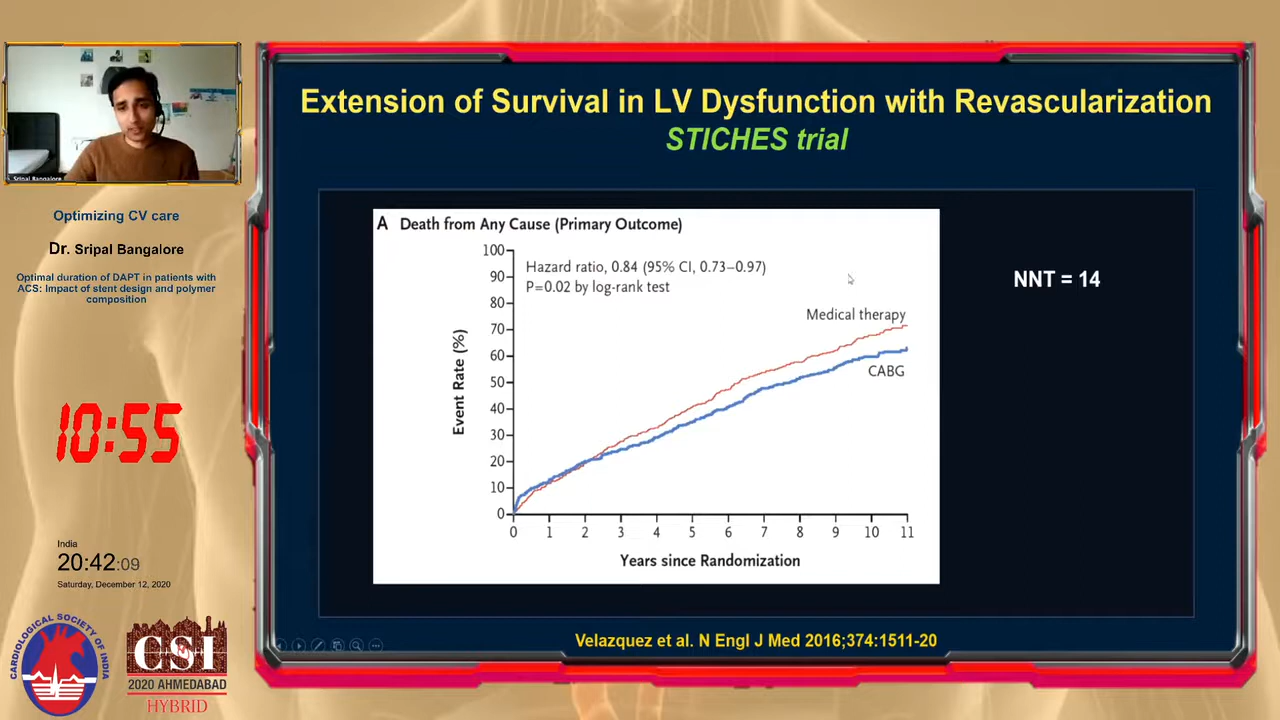 Sripal Bangalore
Optimizing CV care
Dr. Sripal Bangalore
Optimal duration of DAPT in patients with
ACS: Impact of stent design and polymer
composition
10:55
India
20:42:09
Saturday, December 12, 2020
CARDIOLOGICAL SOCIETY OF INDIA
CSI
2020 AHMEDABAD
HYBRID
Extension of Survival in LV Dysfunction with Revascularization
STICHES trial
A Death from Any Cause (Primary Outcome)
Hazard ratio, 0.84 (95% CI, 0.73–0.97)
P=0.02 by log-rank test
Medical therapy
CABG
Event Rate (%)
100
90
80
70
60
50
40
30
20
10
0
0 1 2 3 4 5 6 7 8 9 10 11
Years since Randomization
NNT = 14
Velazquez et al. N Engl J Med 2016;374:1511-20